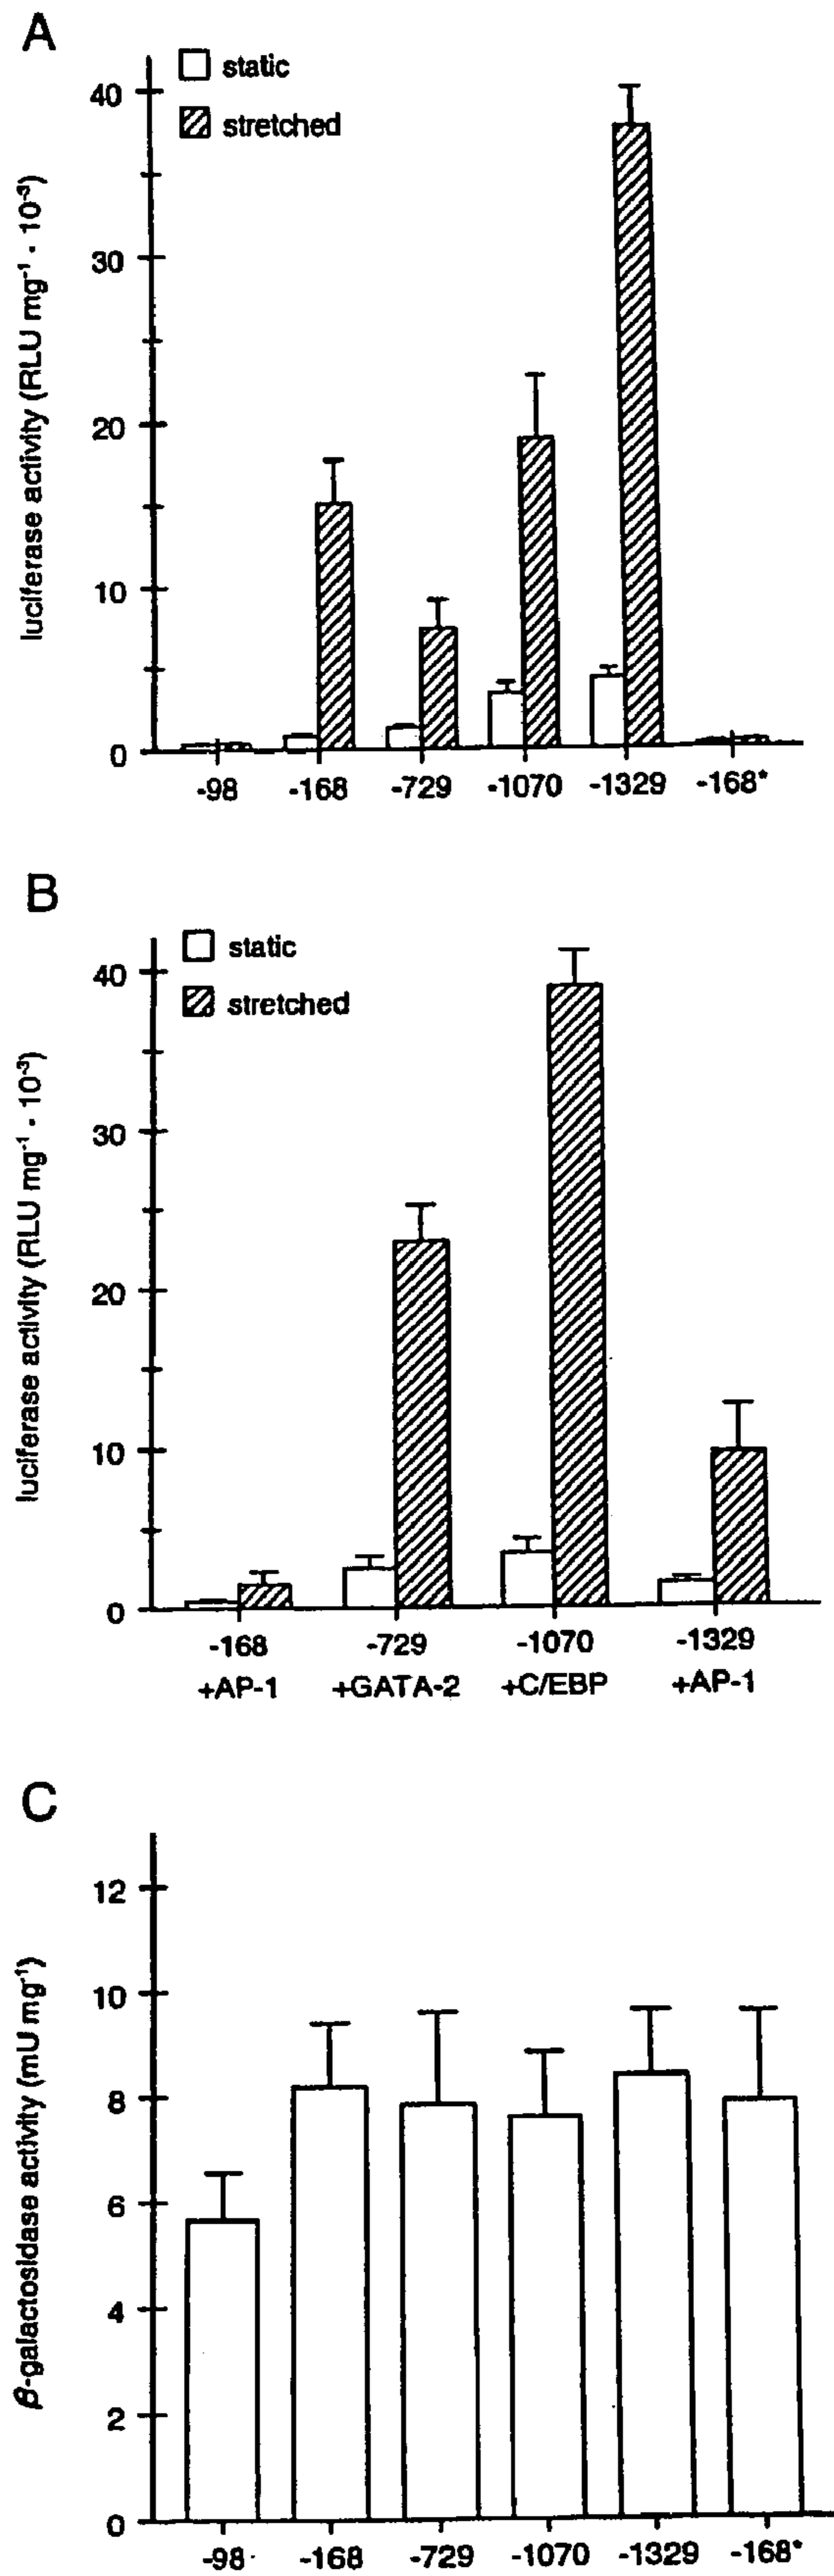 A
static
stretched
luciferase activity (RLU mg⁻¹ · 10⁻³)
40
30
20
10
0
-98 -168 -729 -1070 -1329 -168*
B
static
stretched
luciferase activity (RLU mg⁻¹ · 10⁻³)
40
30
20
10
0
-168 -729 -1070 -1329
+AP-1 +GATA-2 +C/EBP +AP-1
C
β-galactosidase activity (mU mg⁻¹)
12
10
8
6
4
2
0
-98 -168 -729 -1070 -1329 -168*